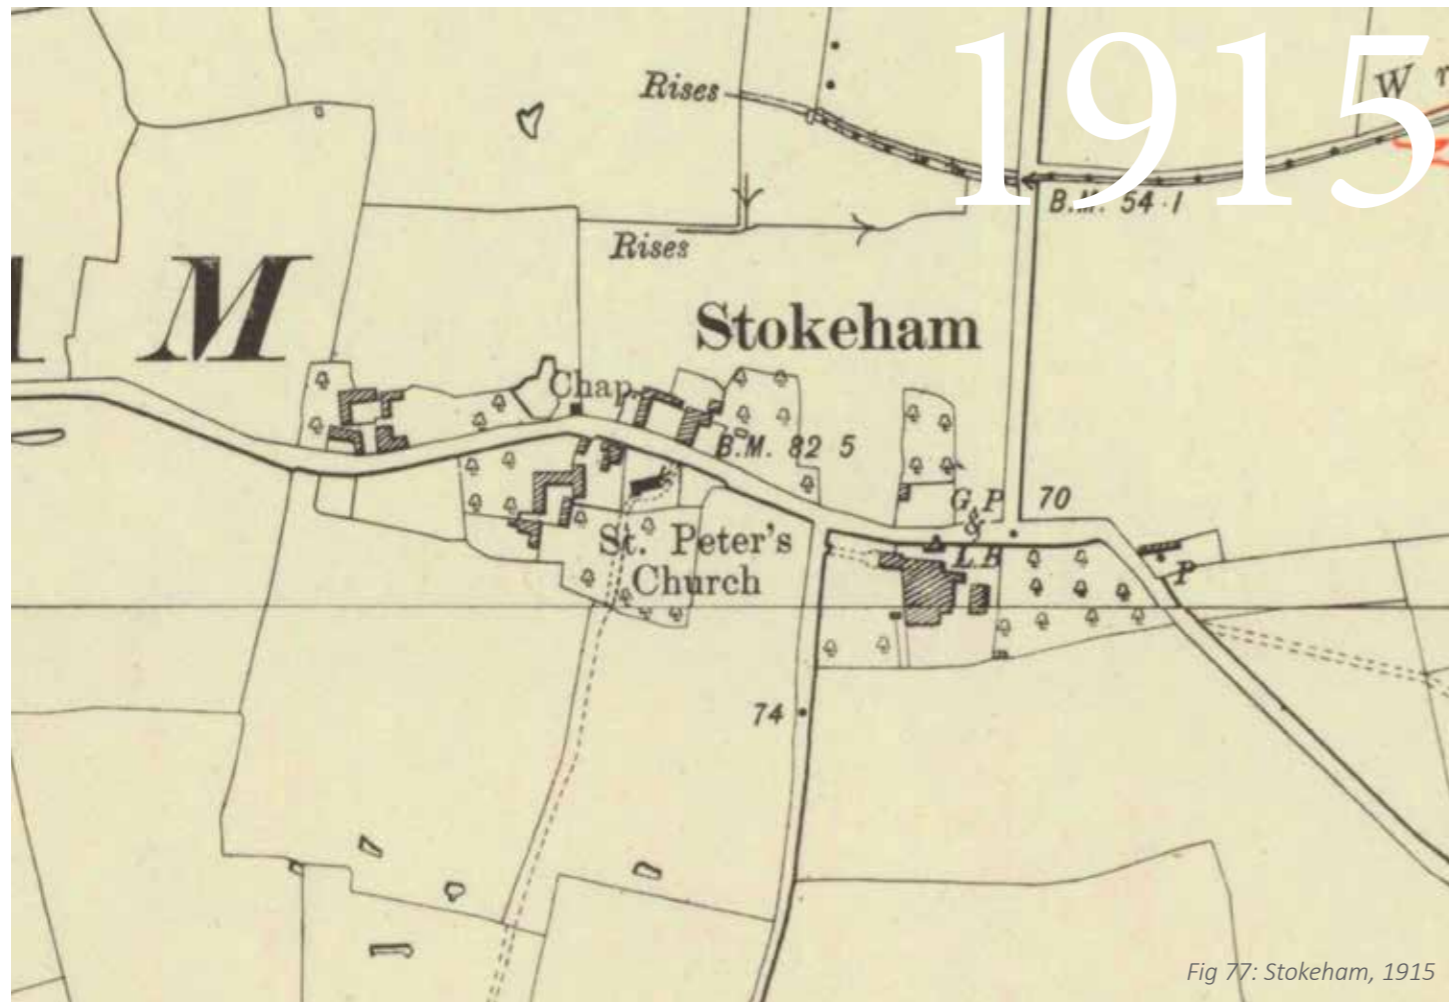 1915
Rises
W r
B.M. 54·1
Rises
M
Stokeham
Chap.
B.M. 82 5
G.P
&
L.B
70
P
St. Peter's
Church
74
Fig 77: Stokeham, 1915